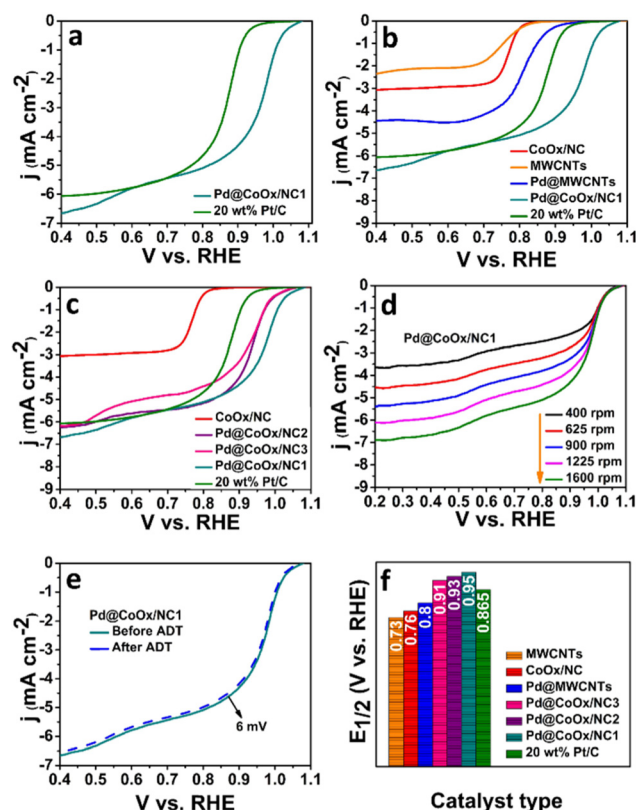 a
0
-1
-2
-3
-4
-5
-6
-7
j (mA cm-2)
Pd@CoOx/NC1
20 wt% Pt/C
0.4 0.5 0.6 0.7 0.8 0.9 1.0 1.1
V vs. RHE
b
0
-1
-2
-3
-4
-5
-6
-7
-8
-9
j (mA cm-2)
CoOx/NC
MWCNTs
Pd@MWCNTs
Pd@CoOx/NC1
20 wt% Pt/C
0.4 0.5 0.6 0.7 0.8 0.9 1.0 1.1
V vs. RHE
c
0
-1
-2
-3
-4
-5
-6
-7
-8
-9
j (mA cm-2)
CoOx/NC
Pd@CoOx/NC2
Pd@CoOx/NC3
Pd@CoOx/NC1
20 wt% Pt/C
0.4 0.5 0.6 0.7 0.8 0.9 1.0 1.1
V vs. RHE
d
0
-1
-2
-3
-4
-5
-6
-7
-8
-9
j (mA cm-2)
Pd@CoOx/NC1
400 rpm
625 rpm
900 rpm
1225 rpm
1600 rpm
0.2 0.3 0.4 0.5 0.6 0.7 0.8 0.9 1.0 1.1
V vs. RHE
e
0
-1
-2
-3
-4
-5
-6
-7
j (mA cm-2)
Pd@CoOx/NC1
Before ADT
After ADT
6 mV
0.4 0.5 0.6 0.7 0.8 0.9 1.0 1.1
V vs. RHE
f
E1/2 (V vs. RHE)
0.73
0.76
0.8
0.91
0.93
0.95
0.865
MWCNTs
CoOx/NC
Pd@MWCNTs
Pd@CoOx/NC3
Pd@CoOx/NC2
Pd@CoOx/NC1
20 wt% Pt/C
Catalyst type